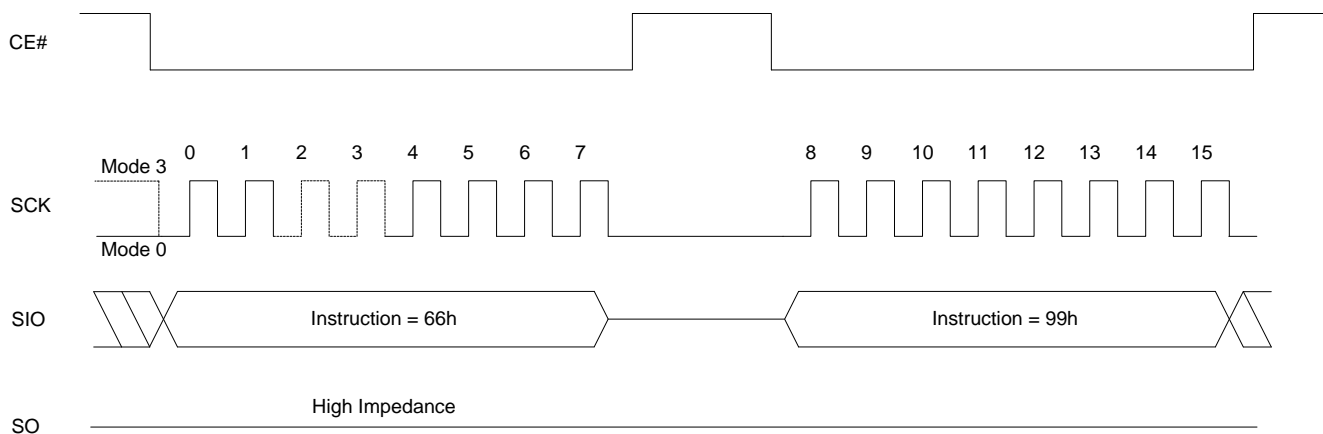 CE#
0 1 2 3 4 5 6 7 8 9 10 11 12 13 14 15
Mode 3
SCK
Mode 0
SIO
Instruction = 66h
Instruction = 99h
High Impedance
SO